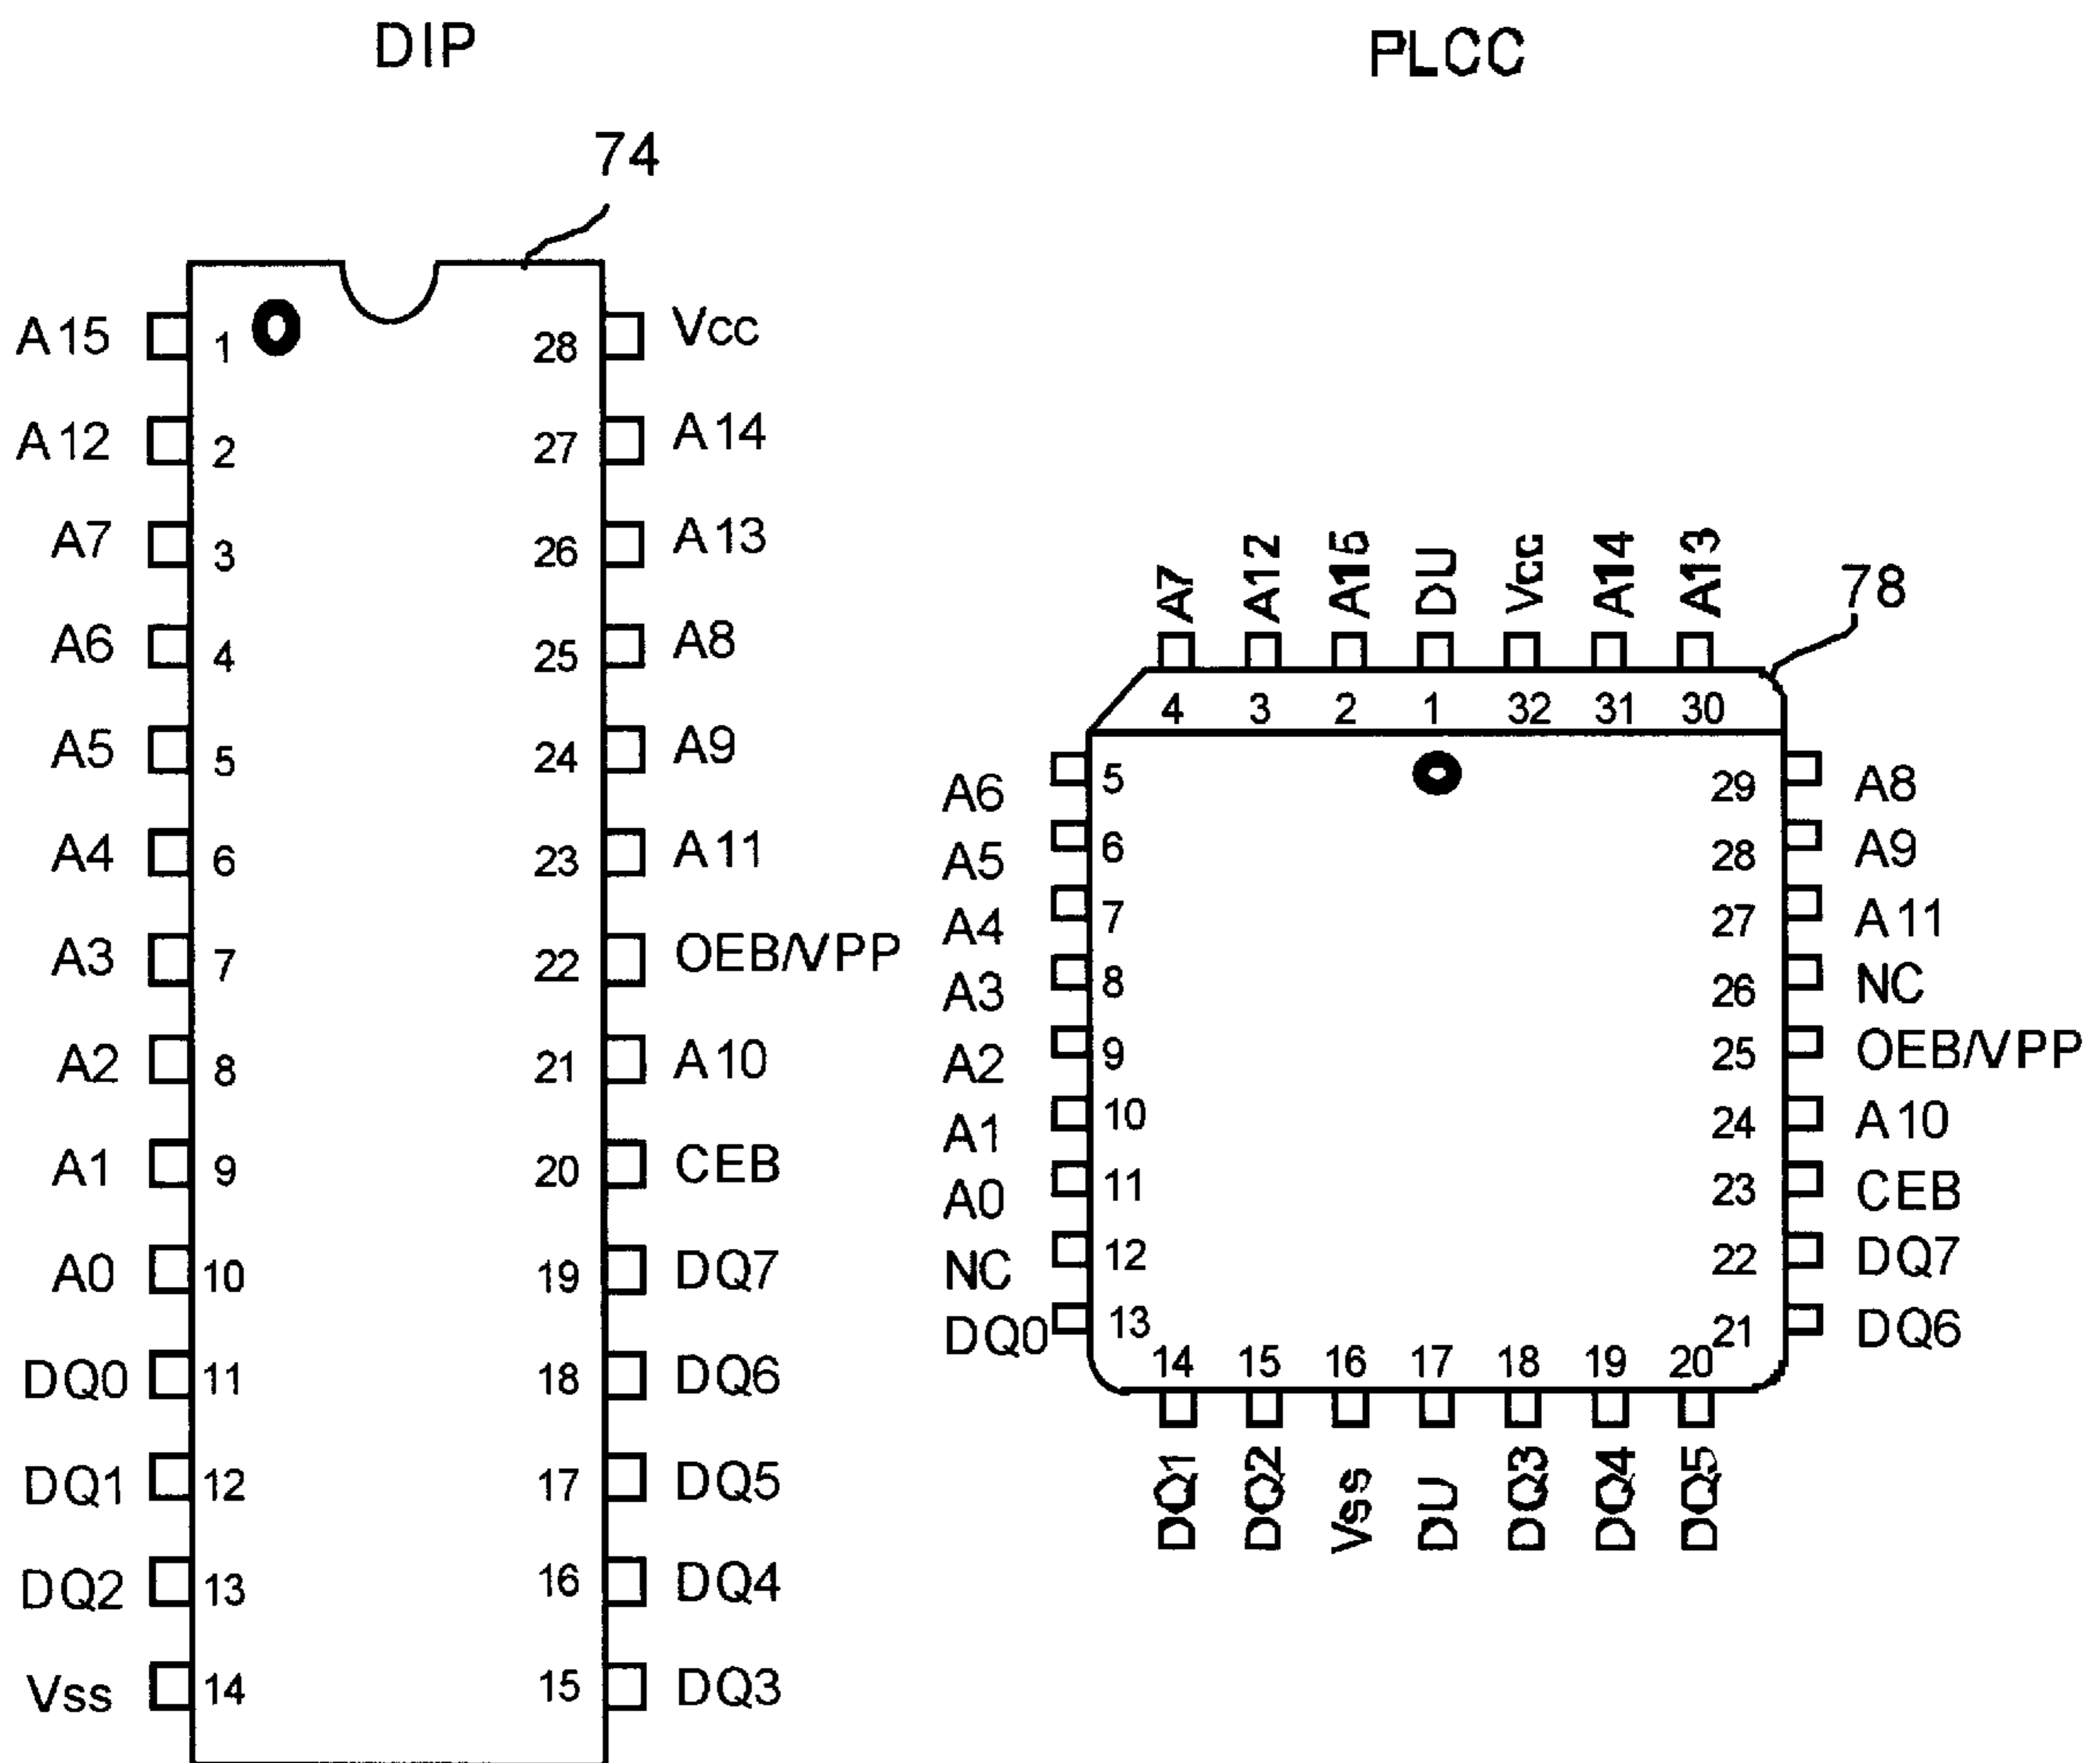 DIP
74
A15 1 28 Vcc
A12 2 27 A14
A7 3 26 A13
A6 4 25 A8
A5 5 24 A9
A4 6 23 A11
A3 7 22 OEB/VPP
A2 8 21 A10
A1 9 20 CEB
A0 10 19 DQ7
DQ0 11 18 DQ6
DQ1 12 17 DQ5
DQ2 13 16 DQ4
Vss 14 15 DQ3
PLCC
78
A7 A12 A15 DU Vcc A14 A13
4 3 2 1 32 31 30
A6 5 29 A8
A5 6 28 A9
A4 7 27 A11
A3 8 26 NC
A2 9 25 OEB/VPP
A1 10 24 A10
A0 11 23 CEB
NC 12 22 DQ7
DQ0 13 21 DQ6
14 15 16 17 18 19 20
DQ1 DQ2 Vss DU DQ3 DQ4 DQ5